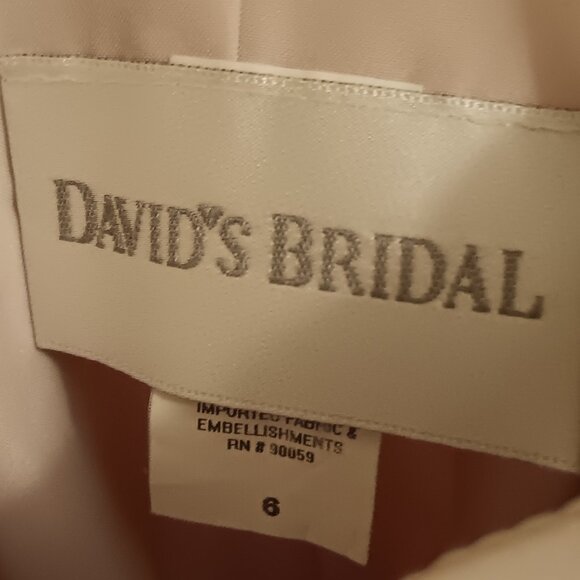 DAVID'S BRIDAL
IMPORTED FABRIC &
EMBELLISHMENTS
RN # 90059
6